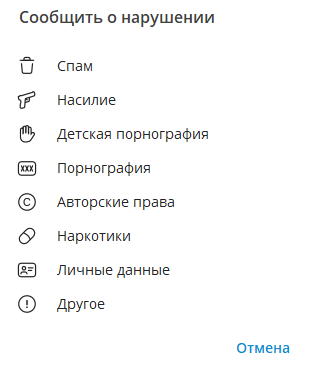 Сообщить о нарушении
Спам
Насилие
Детская порнография
XXX Порнография
C Авторские права
Наркотики
Личные данные
! Другое
Отмена